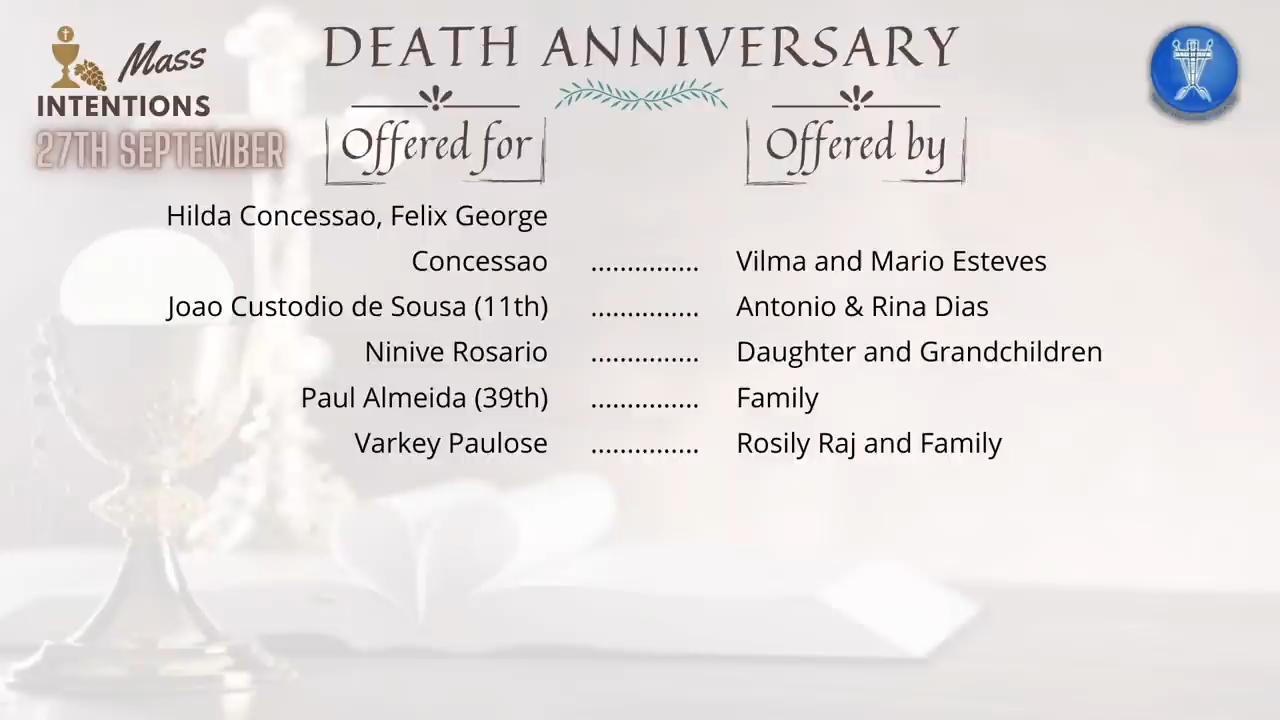 Mass
INTENTIONS
27TH SEPTEMBER
DEATH ANNIVERSARY
Offered for
Offered by
Hilda Concessao, Felix George
Concessao ............... Vilma and Mario Esteves
Joao Custodio de Sousa (11th) ............... Antonio & Rina Dias
Ninive Rosario ............... Daughter and Grandchildren
Paul Almeida (39th) ............... Family
Varkey Paulose ............... Rosily Raj and Family